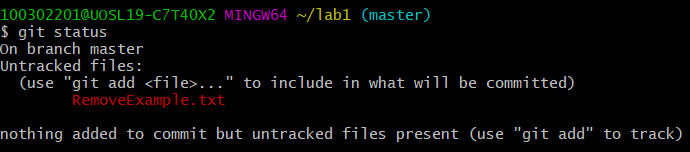 100302201@UOSL19-C7T40X2 MINGW64 ~/lab1 (master)
$ git status
On branch master
Untracked files:
  (use "git add <file>..." to include in what will be committed)
        RemoveExample.txt

nothing added to commit but untracked files present (use "git add" to track)